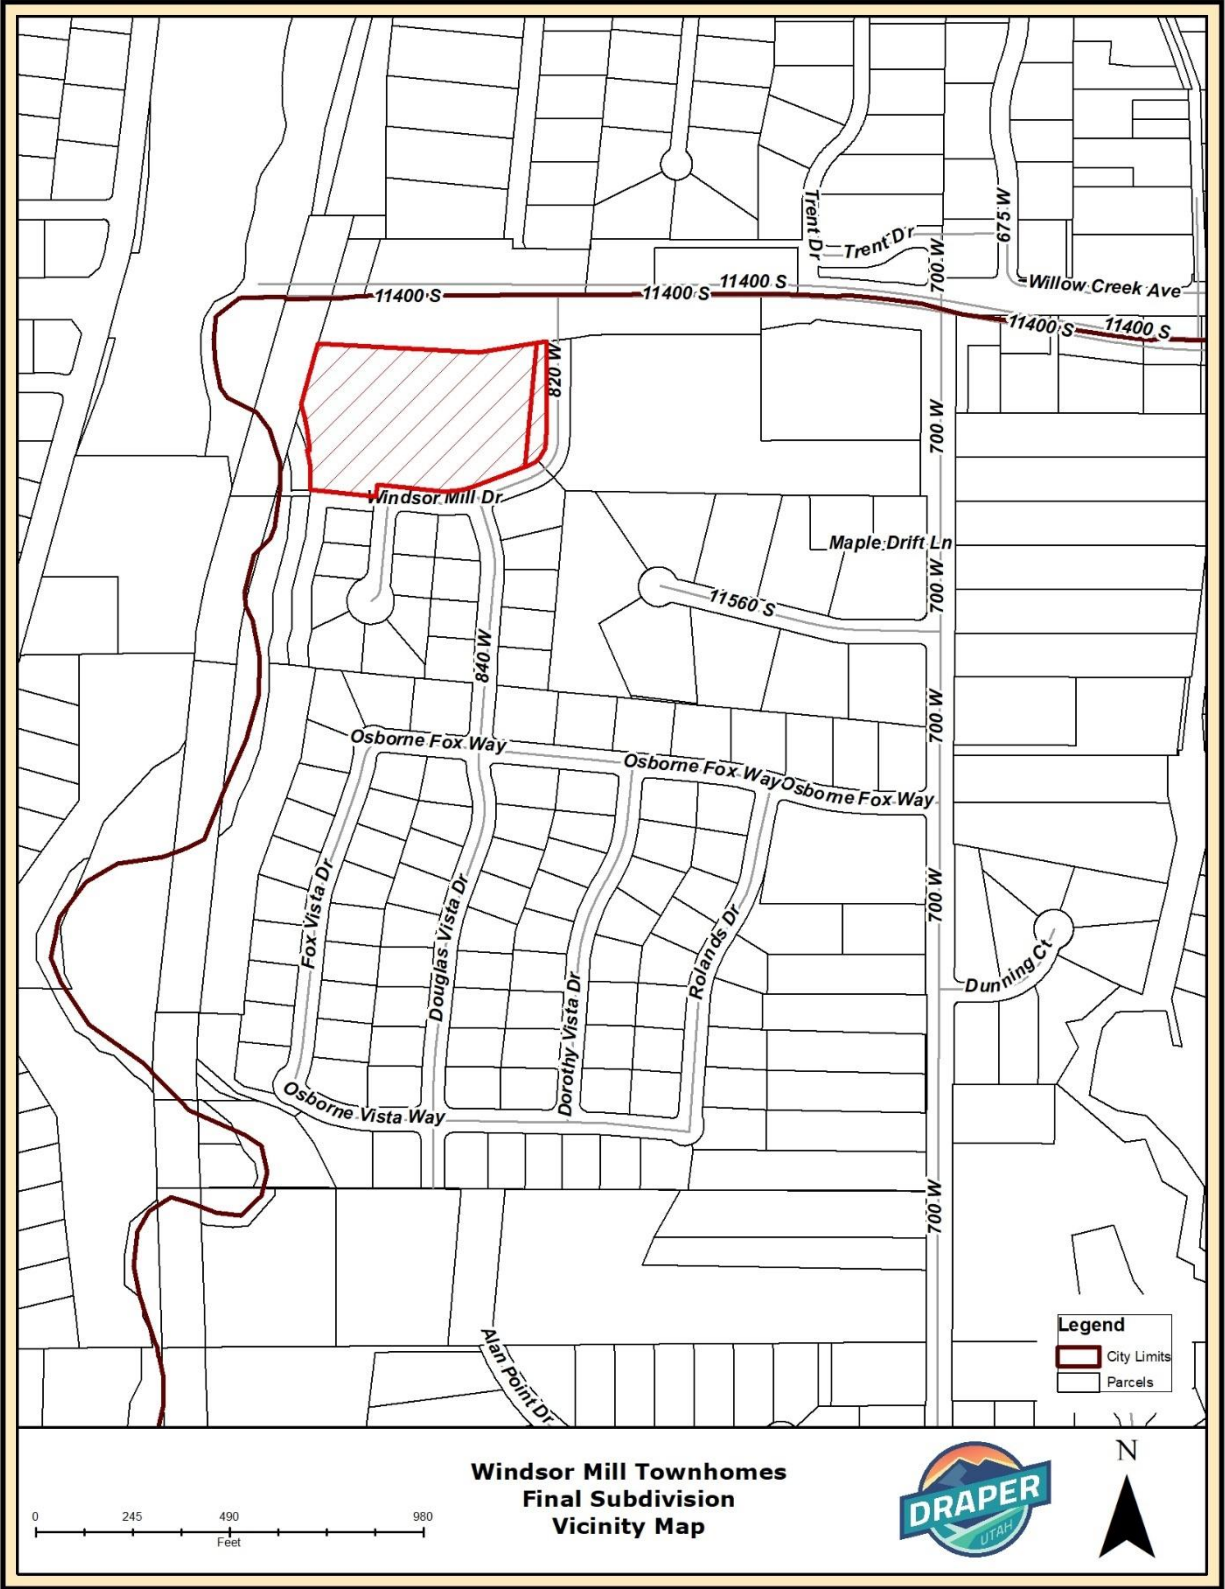 Trent Dr
Trent Dr
675 W
700 W
Willow Creek Ave
11400 S
11400 S
11400 S
11400 S
11400 S
820 W
700 W
Windsor Mill Dr
Maple Drift Ln
700 W
11560 S
840 W
700 W
Osborne Fox Way
Osborne Fox Way
Osborne Fox Way
700 W
Fox Vista Dr
Douglas Vista Dr
Dorothy Vista Dr
Rolands Dr
Dunning Ct
Osborne Vista Way
700 W
Alan Point Dr
Legend
City Limits
Parcels
Windsor Mill Townhomes
Final Subdivision
Vicinity Map
0 245 490 980
Feet
DRAPER
UTAH
N